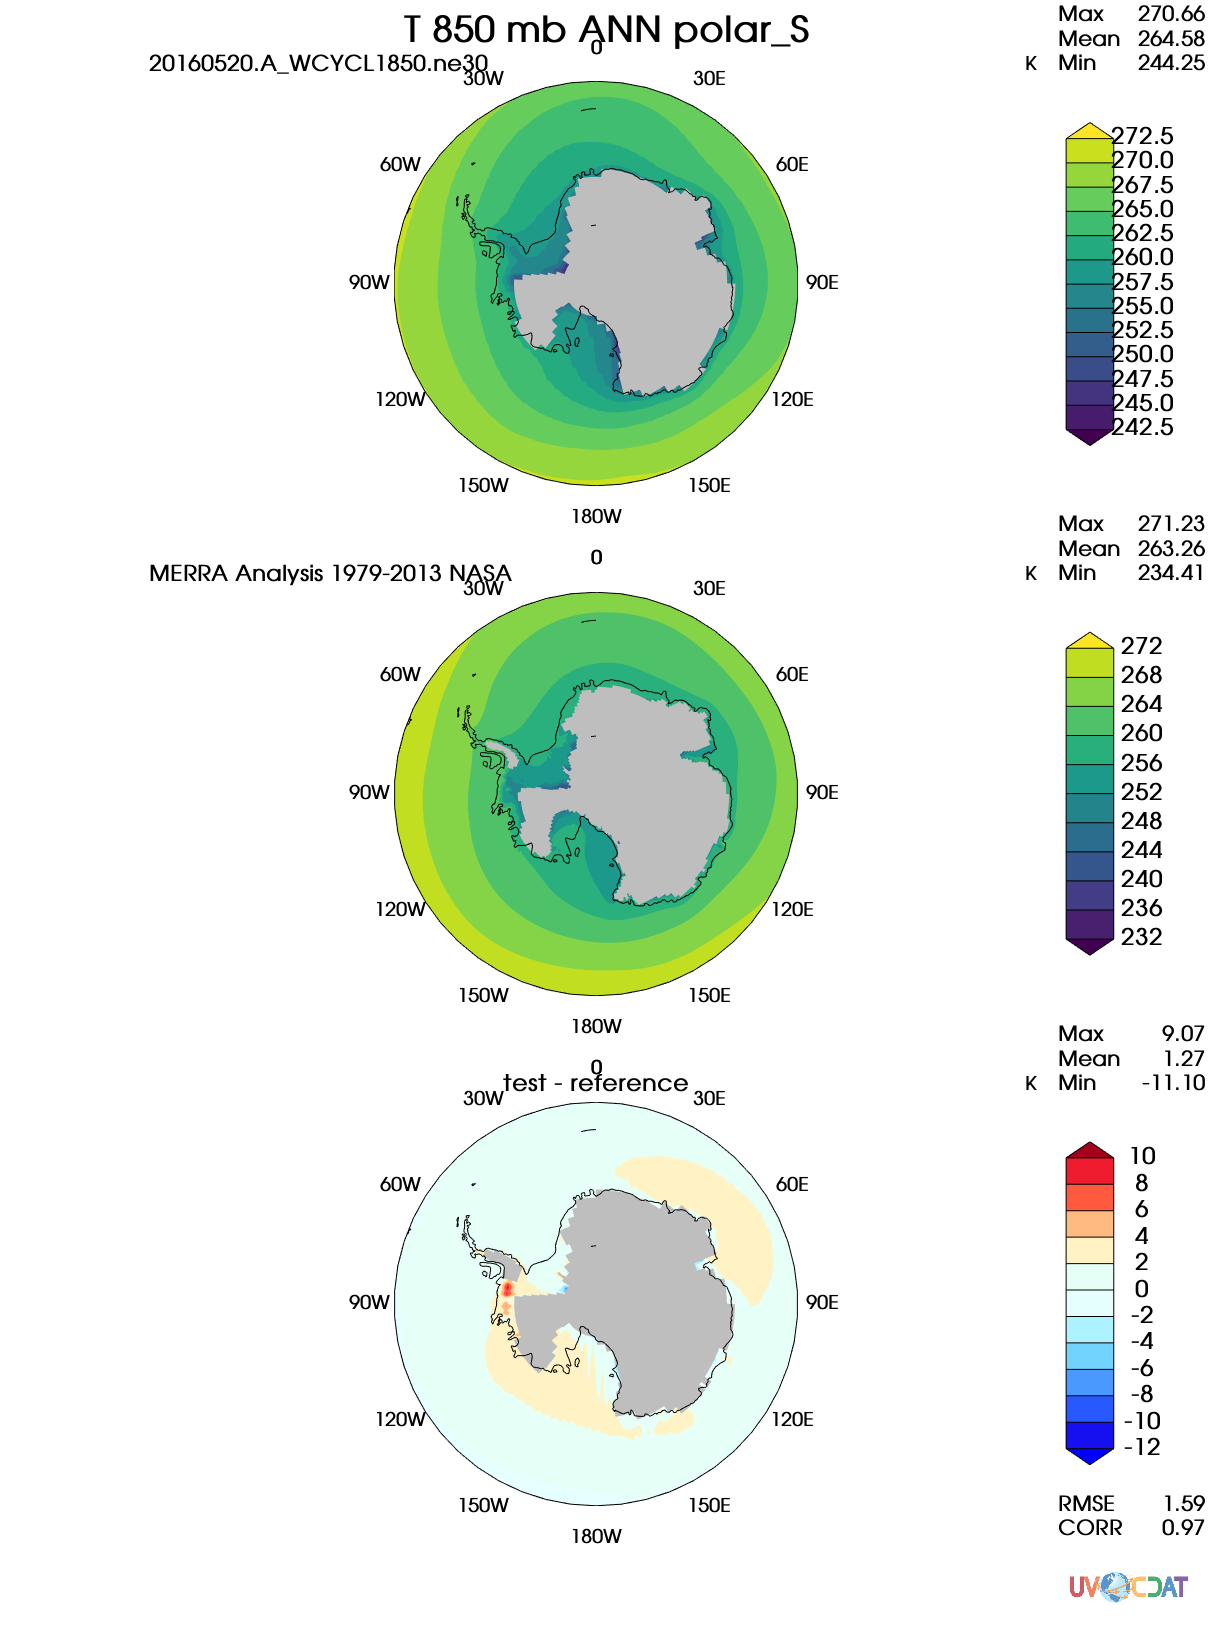 T 850 mb ANN polar_S
20160520.A_WCYCL1850.ne30
Max 270.66
Mean 264.58
K Min 244.25
0
30W 30E
60W 60E
90W 90E
120W 120E
150W 150E
180W
272.5
270.0
267.5
265.0
262.5
260.0
257.5
255.0
252.5
250.0
247.5
245.0
242.5
MERRA Analysis 1979-2013 NASA
Max 271.23
Mean 263.26
K Min 234.41
0
30W 30E
60W 60E
90W 90E
120W 120E
150W 150E
180W
272
268
264
260
256
252
248
244
240
236
232
test - reference
Max 9.07
Mean 1.27
K Min -11.10
0
30W 30E
60W 60E
90W 90E
120W 120E
150W 150E
180W
10
8
6
4
2
0
-2
-4
-6
-8
-10
-12
RMSE 1.59
CORR 0.97
UVCDAT